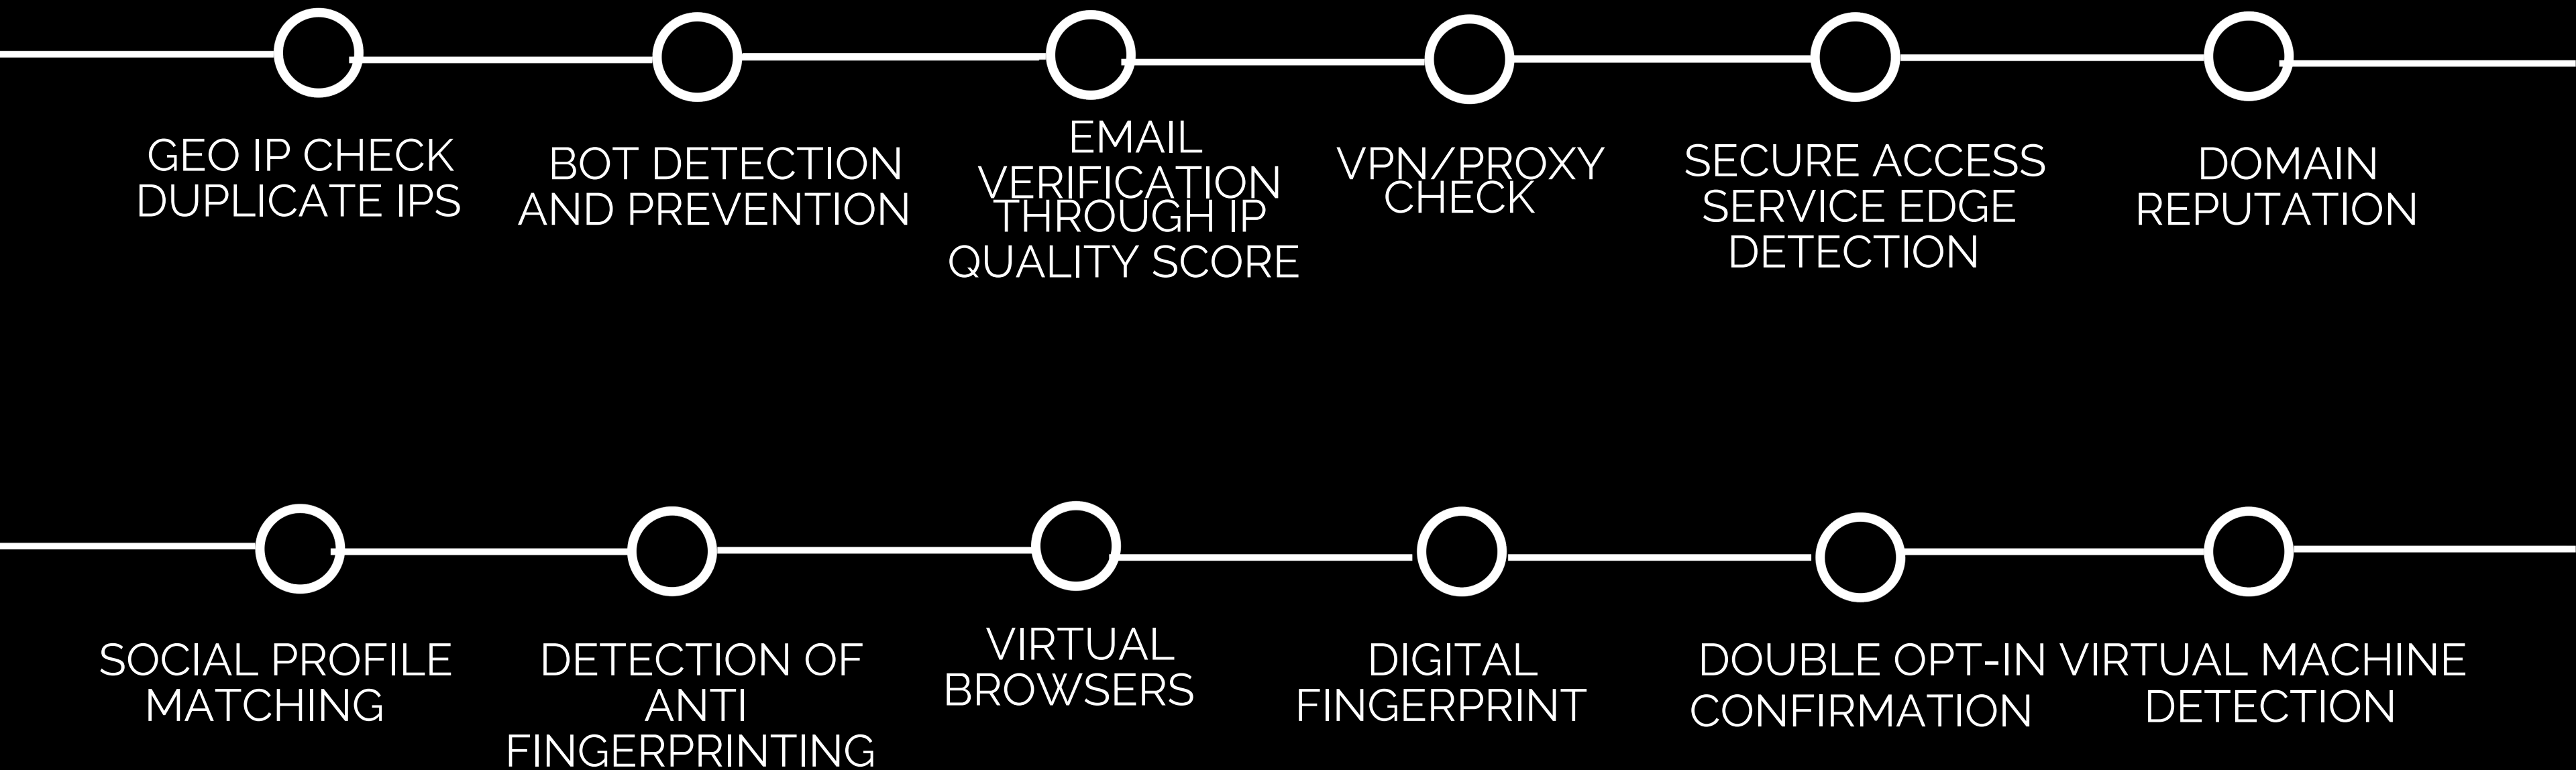 GEO IP CHECK
DUPLICATE IPS
BOT DETECTION
AND PREVENTION
EMAIL
VERIFICATION
THROUGH IP
QUALITY SCORE
VPN/PROXY
CHECK
SECURE ACCESS
SERVICE EDGE
DETECTION
DOMAIN
REPUTATION
SOCIAL PROFILE
MATCHING
DETECTION OF
ANTI
FINGERPRINTING
VIRTUAL
BROWSERS
DIGITAL
FINGERPRINT
DOUBLE OPT-IN
CONFIRMATION
VIRTUAL MACHINE
DETECTION